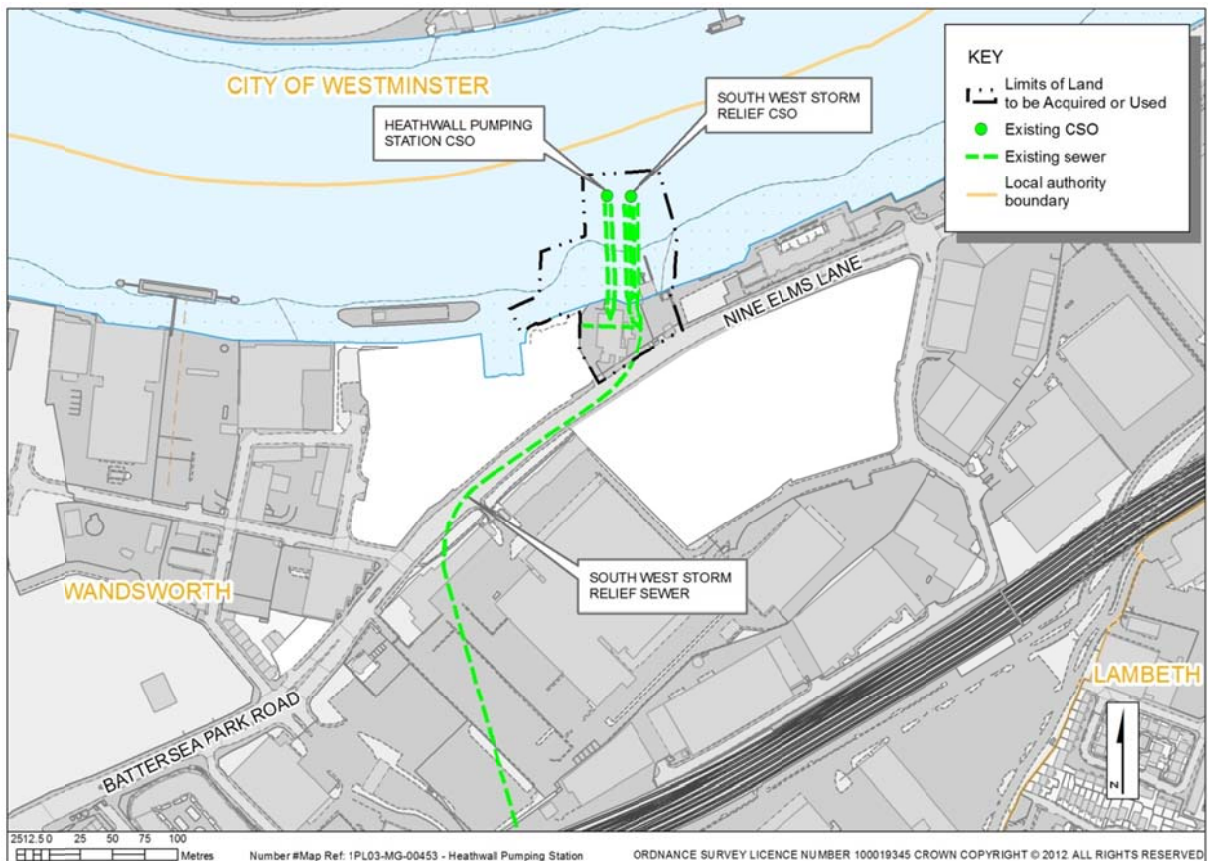 CITY OF WESTMINSTER
HEATHWALL PUMPING
STATION CSO
SOUTH WEST STORM
RELIEF CSO
KEY
Limits of Land
to be Acquired or Used
Existing CSO
Existing sewer
Local authority
boundary
NINE ELMS LANE
SOUTH WEST STORM
RELIEF SEWER
WANDSWORTH
LAMBETH
BATTERSEA PARK ROAD
N
2512.5 0 25 50 75 100
Metres
Number #Map Ref: 1PL03-MG-00453 - Heathwall Pumping Station
ORDNANCE SURVEY LICENCE NUMBER 100019345 CROWN COPYRIGHT © 2012. ALL RIGHTS RESERVED